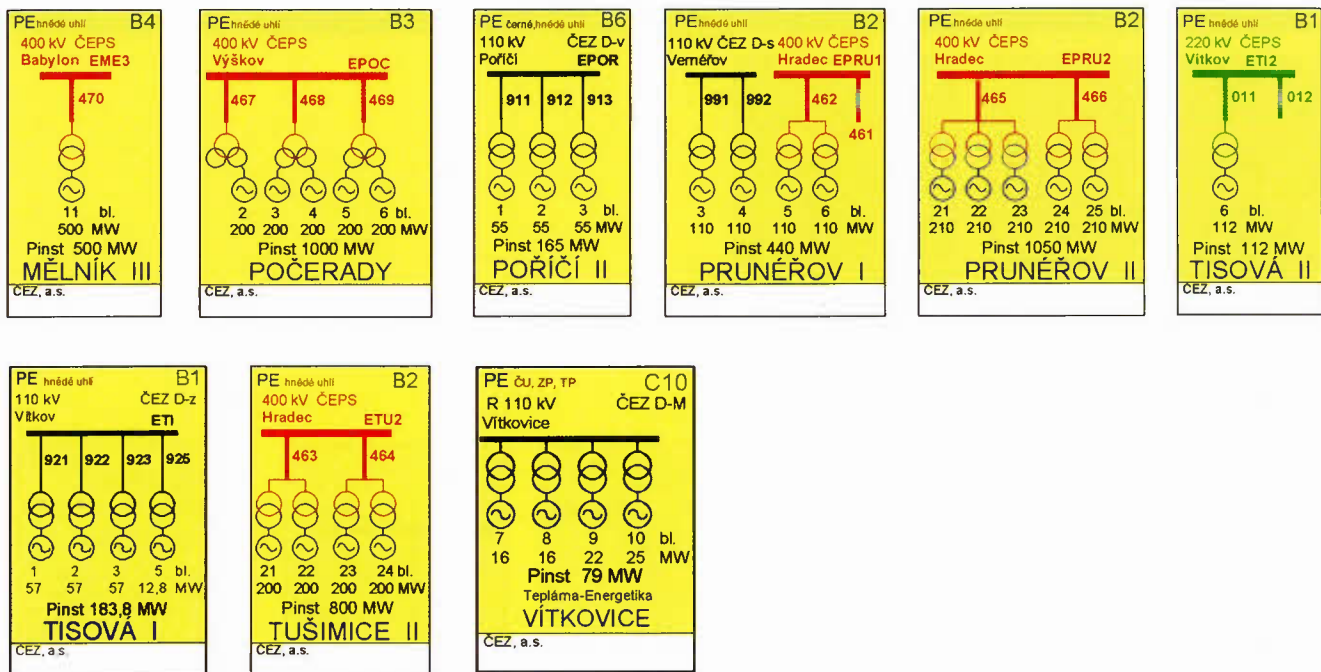 PE hnědé uhlí B4
400 kV ČEPS
Babylon EME3
470
11 bl.
500 MW
Pinst 500 MW
MĚLNÍK III
ČEZ, a.s.
PE hnědé uhlí B3
400 kV ČEPS
Výškov EPOC
467 468 469
2 3 4 5 6 bl.
200 200 200 200 200 MW
Pinst 1000 MW
POČERADY
ČEZ, a.s.
PE černé,hnědé uhlí B6
110 kV ČEZ D-v
Poříčí EPOR
911 912 913
1 2 3 bl.
55 55 55 MW
Pinst 165 MW
POŘÍČÍ II
ČEZ, a.s.
PE hnědé uhlí B2
110 kV ČEZ D-s 400 kV ČEPS
Vernéřov Hradec EPRU1
991 992 462
461
3 4 5 6 bl.
110 110 110 110 MW
Pinst 440 MW
PRUNÉŘOV I
ČEZ, a.s.
PE hnědé uhlí B2
400 kV ČEPS
Hradec EPRU2
465 466
21 22 23 24 25 bl.
210 210 210 210 210 MW
Pinst 1050 MW
PRUNÉŘOV II
ČEZ, a.s.
PE hnědé uhlí B1
220 kV ČEPS
Vítkov ETI2
011 012
6 bl.
112 MW
Pinst 112 MW
TISOVÁ II
ČEZ, a.s.
PE hnědé uhlí B1
110 kV ČEZ D-z
Vítkov ETI
921 922 923 925
1 2 3 5 bl.
57 57 57 12,8 MW
Pinst 183,8 MW
TISOVÁ I
ČEZ, a.s.
PE hnědé uhlí B2
400 kV ČEPS
Hradec ETU2
463 464
21 22 23 24 bl.
200 200 200 200 MW
Pinst 800 MW
TUŠIMICE II
ČEZ, a.s.
PE ČU, ZP, TP C10
R 110 kV ČEZ D-M
Vítkovice
7 8 9 10 bl.
16 16 22 25 MW
Pinst 79 MW
Tepláma-Energetika
VÍTKOVICE
ČEZ, a.s.